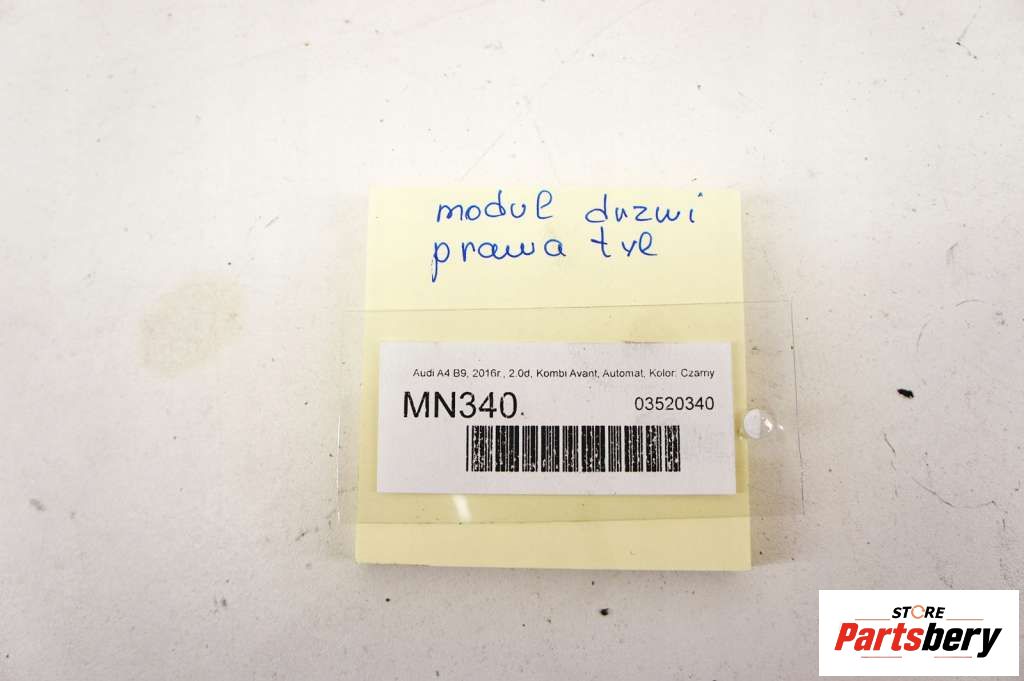 moduł drzwi
prawa tył
Audi A4 B9, 2016r., 2.0d, Kombi Avant, Automat, Kolor: Czarny
MN340.
03520340
STORE
Partsbery